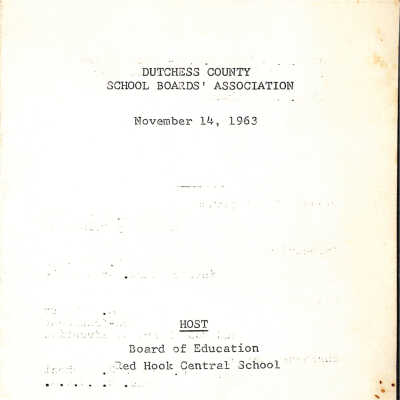 DUTCHESS COUNTY
SCHOOL BOARDS' ASSOCIATION
November 14, 1963
HOST
Board of Education
Red Hook Central School